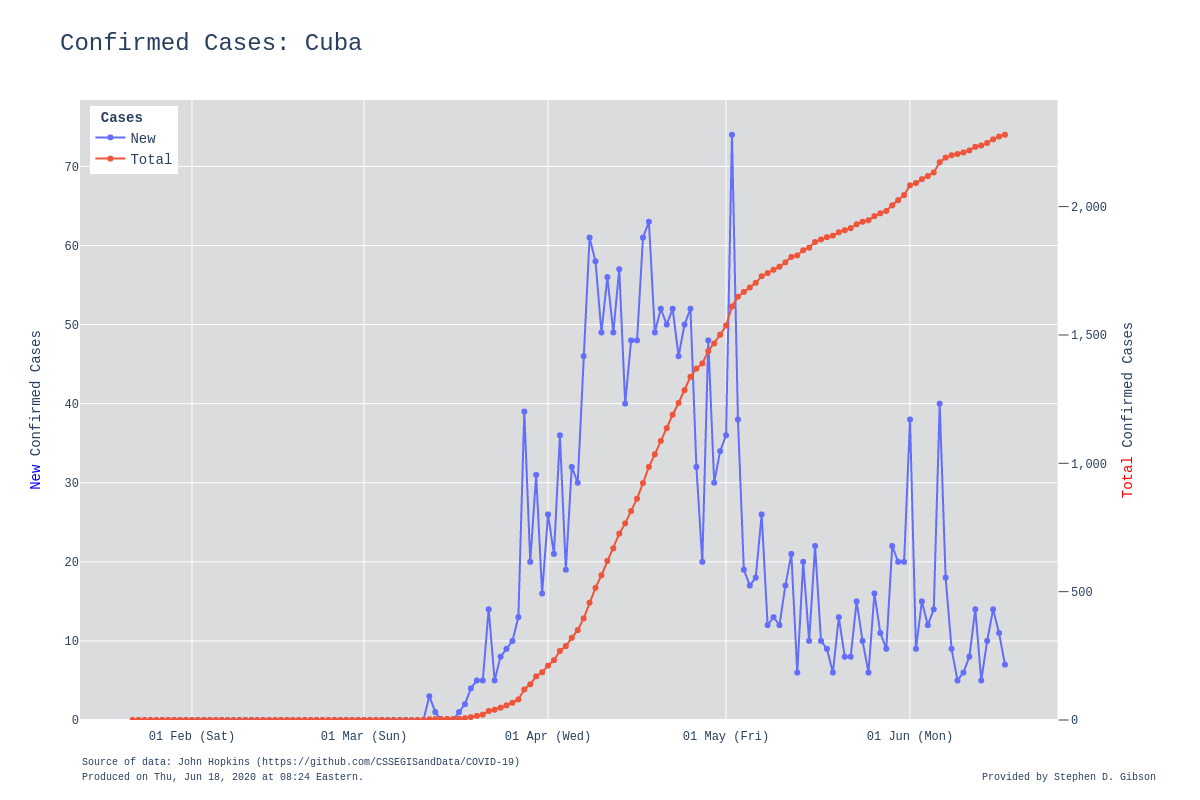 Confirmed Cases: Cuba
Cases
New
Total
70
60
50
40
30
20
10
0
2,000
1,500
1,000
500
0
New Confirmed Cases
Total Confirmed Cases
01 Feb (Sat)
01 Mar (Sun)
01 Apr (Wed)
01 May (Fri)
01 Jun (Mon)
Source of data: John Hopkins (https://github.com/CSSEGISandData/COVID-19)
Produced on Thu, Jun 18, 2020 at 08:24 Eastern.
Provided by Stephen D. Gibson